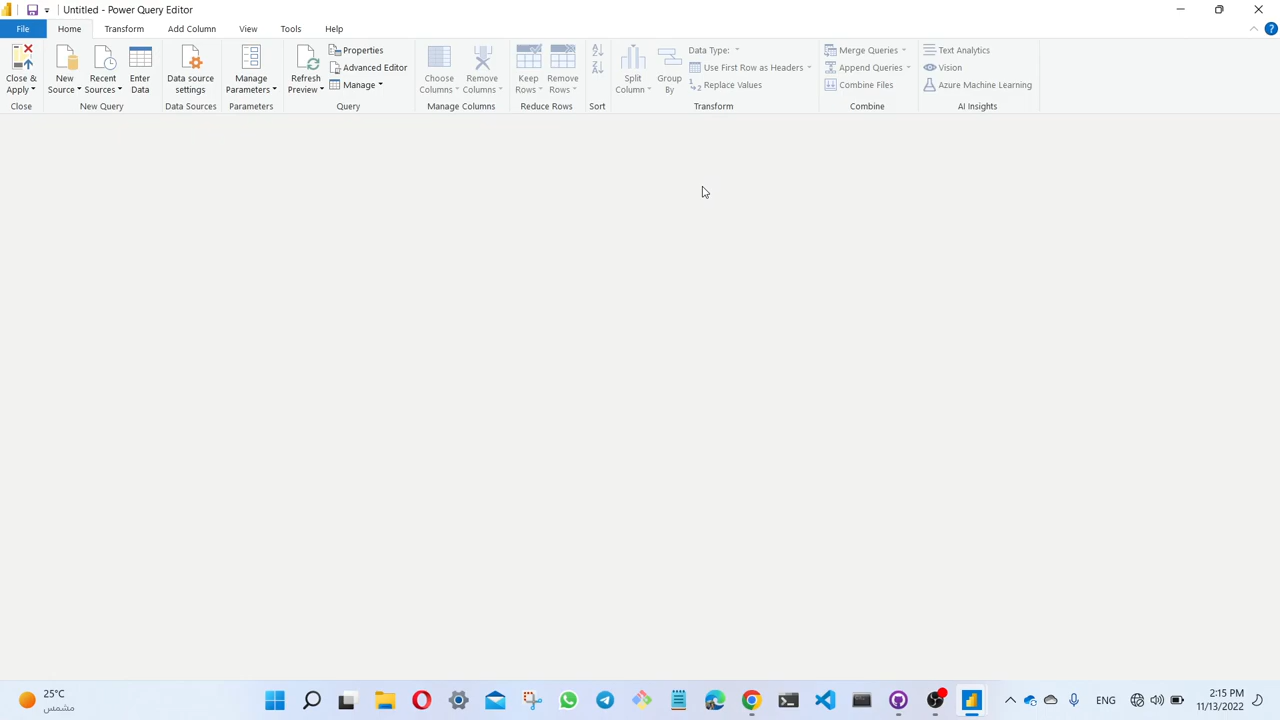 Untitled - Power Query Editor
File Home Transform Add Column View Tools Help
Close & Apply
New Source
Recent Sources
Enter Data
Data source settings
Manage Parameters
Refresh Preview
Properties
Advanced Editor
Manage
Choose Columns
Remove Columns
Keep Rows
Remove Rows
Split Column
Group By
Data Type:
Use First Row as Headers
Replace Values
Merge Queries
Append Queries
Combine Files
Text Analytics
Vision
Azure Machine Learning
Close New Query Data Sources Parameters Query Manage Columns Reduce Rows Sort Transform Combine AI Insights
25°C
مشمس
ENG
2:15 PM
11/13/2022